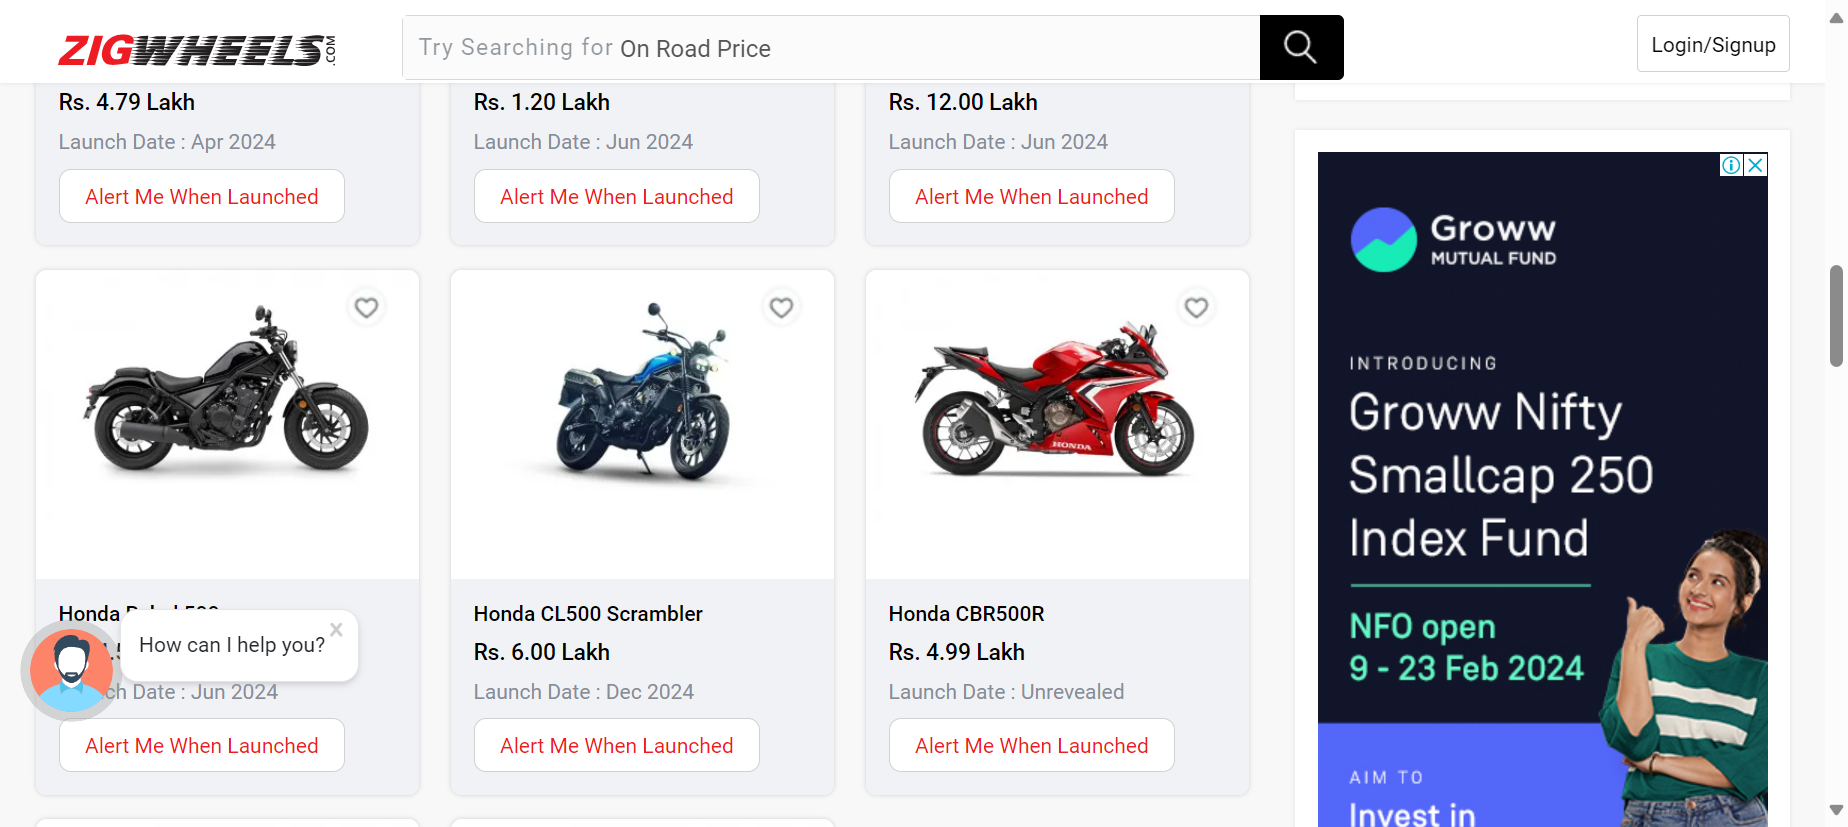 ZIGWHEELS.COM
Try Searching for On Road Price
Login/Signup
Rs. 4.79 Lakh
Launch Date : Apr 2024
Alert Me When Launched
Rs. 1.20 Lakh
Launch Date : Jun 2024
Alert Me When Launched
Rs. 12.00 Lakh
Launch Date : Jun 2024
Alert Me When Launched
Honda
How can I help you?
Date : Jun 2024
Alert Me When Launched
Honda CL500 Scrambler
Rs. 6.00 Lakh
Launch Date : Dec 2024
Alert Me When Launched
HONDA
Honda CBR500R
Rs. 4.99 Lakh
Launch Date : Unrevealed
Alert Me When Launched
Groww
MUTUAL FUND
INTRODUCING
Groww Nifty
Smallcap 250
Index Fund
NFO open
9 - 23 Feb 2024
AIM TO
Invest in